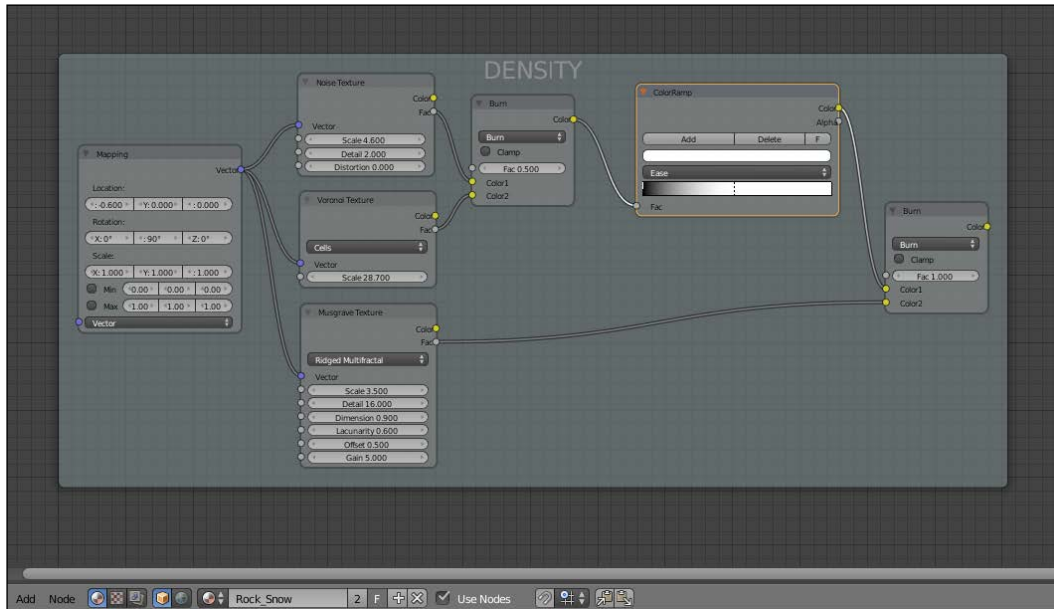 DENSITY
Mapping
Vector
Location:
:-0.600 Y:0.000 :0.000
Rotation:
X:0° :90° Z:0°
Scale:
X:1.000 Y:1.000 :1.000
Min 0.00 0.00 0.00
Max 1.00 1.00 1.00
Vector
Noise Texture
Color
Fac
Vector
Scale 4.600
Detail 2.000
Distortion 0.000
Voronoi Texture
Color
Fac
Cells
Vector
Scale 28.700
Musgrave Texture
Color
Fac
Ridged Multifractal
Vector
Scale 3.500
Detail 16.000
Dimension 0.900
Lacunarity 0.600
Offset 0.500
Gain 5.000
Burn
Color
Burn
Clamp
Fac 0.500
Color1
Color2
ColorRamp
Color
Alpha
Add Delete F
Ease
Fac
Burn
Color
Burn
Clamp
Fac 1.000
Color1
Color2
Add Node Rock_Snow 2 F Use Nodes